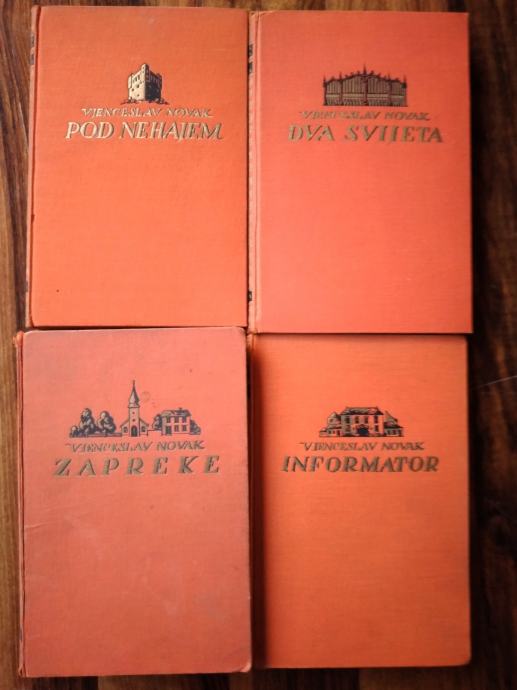 VJENCESLAV NOVAK
POD NEHAJEM
VJENCESLAV NOVAK
DVA SVIJETA
VJENCESLAV NOVAK
ZAPREKE
VJENCESLAV NOVAK
INFORMATOR